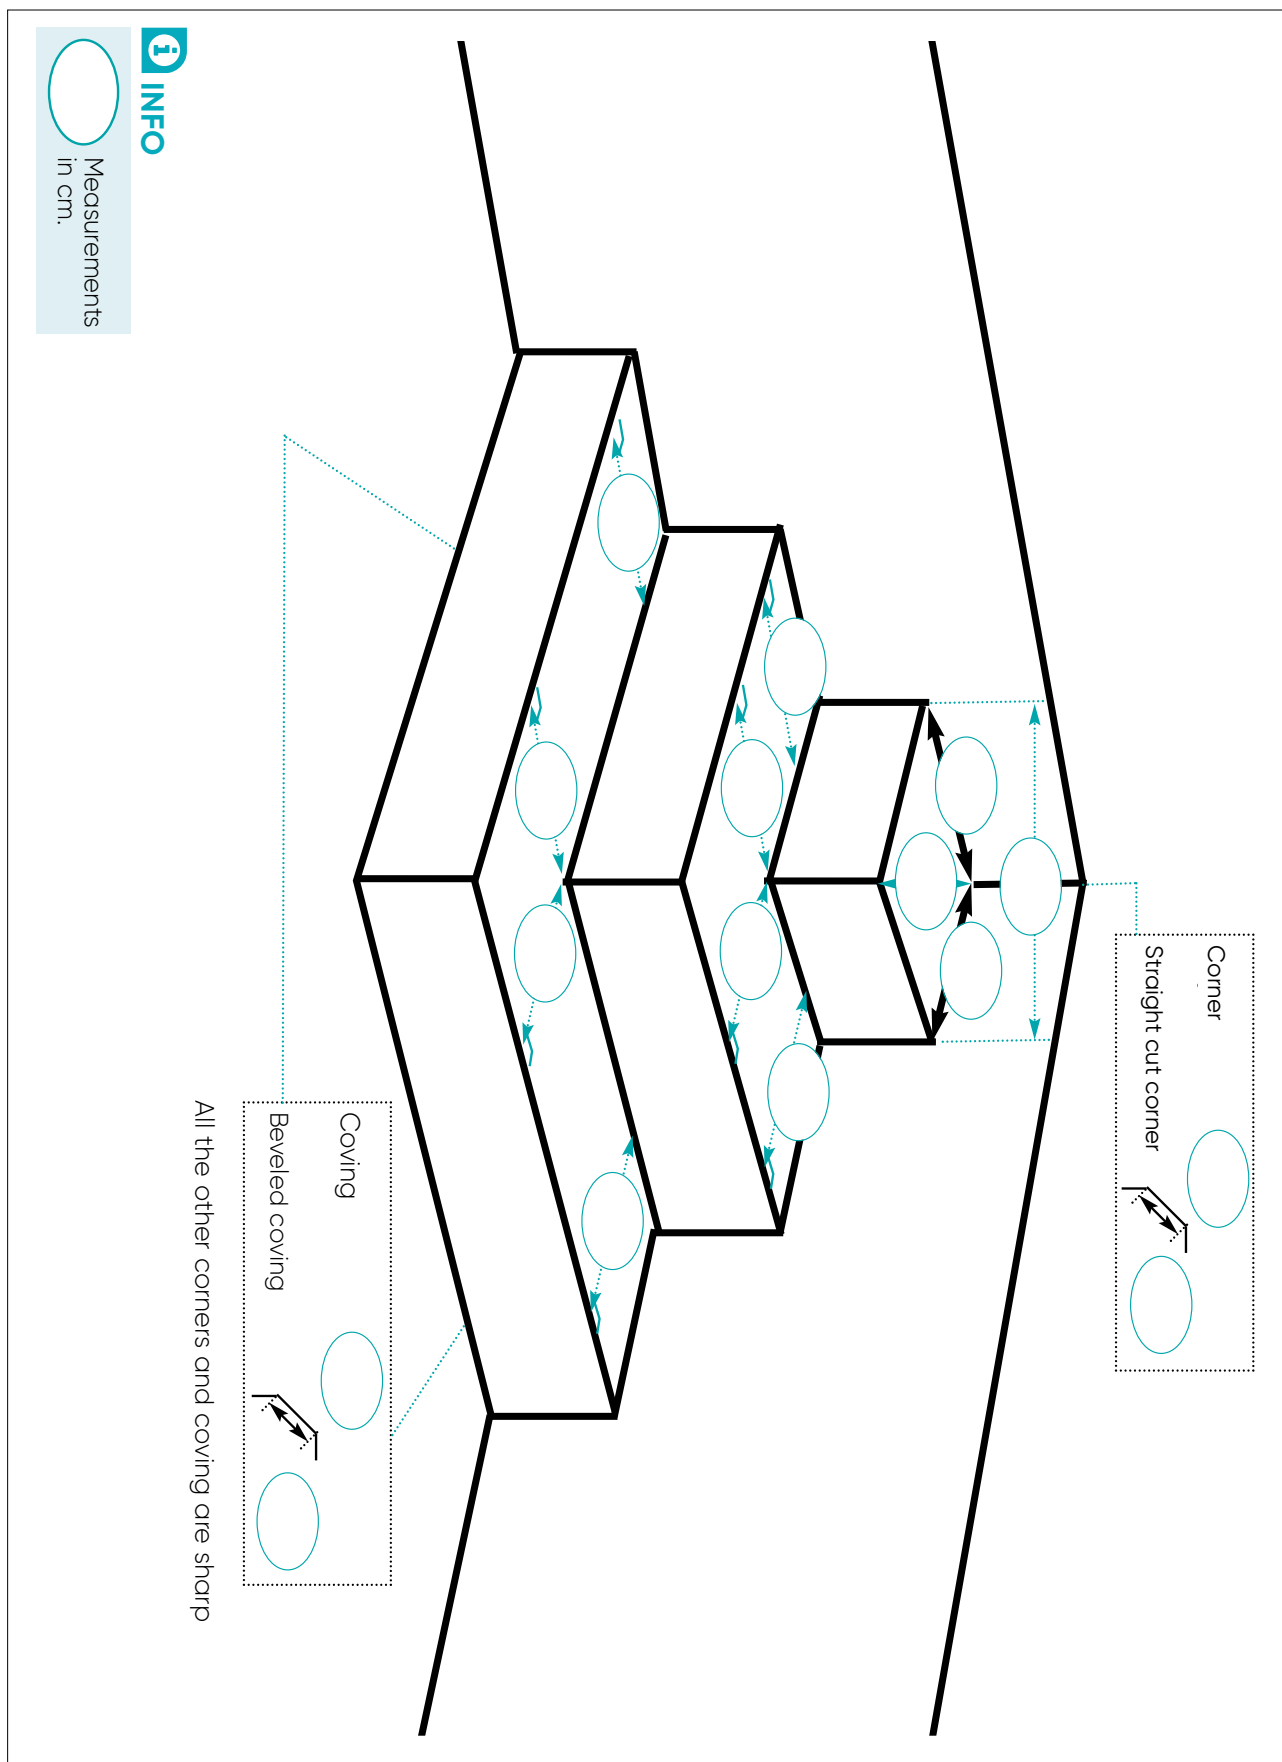 Corner
Straight cut corner
Coving
Beveled coving
All the other corners and coving are sharp
i INFO
Measurements
in cm.